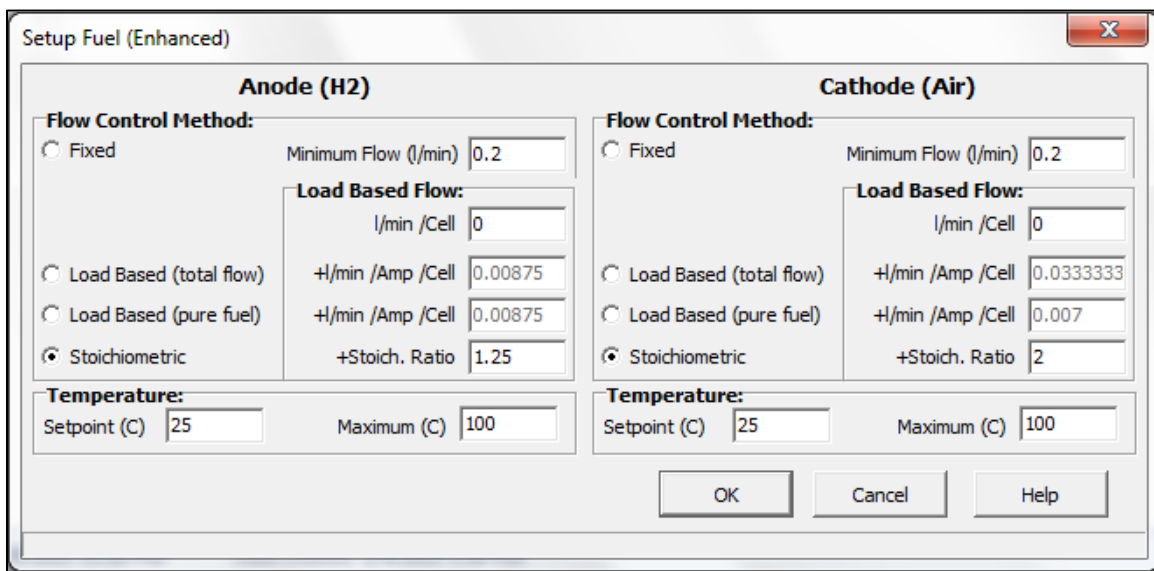 Setup Fuel (Enhanced)
X
Anode (H2)
Flow Control Method:
Fixed
Minimum Flow (l/min) 0.2
Load Based Flow:
l/min /Cell 0
Load Based (total flow) +l/min /Amp /Cell 0.00875
Load Based (pure fuel) +l/min /Amp /Cell 0.00875
Stoichiometric +Stoich. Ratio 1.25
Temperature:
Setpoint (C) 25 Maximum (C) 100
Cathode (Air)
Flow Control Method:
Fixed
Minimum Flow (l/min) 0.2
Load Based Flow:
l/min /Cell 0
Load Based (total flow) +l/min /Amp /Cell 0.0333333
Load Based (pure fuel) +l/min /Amp /Cell 0.007
Stoichiometric +Stoich. Ratio 2
Temperature:
Setpoint (C) 25 Maximum (C) 100
OK Cancel Help